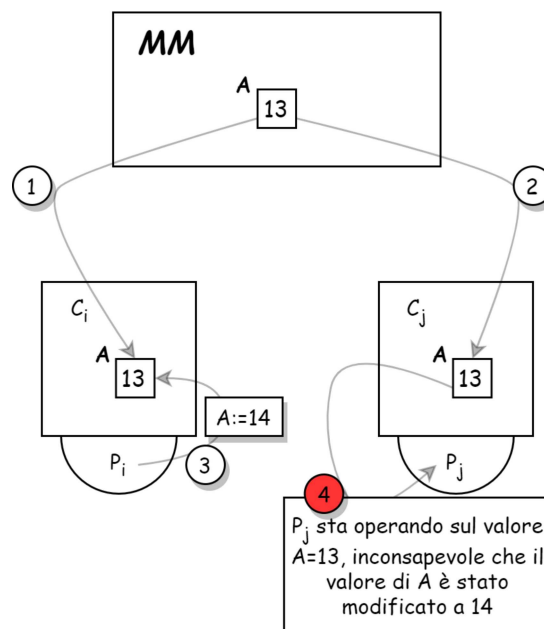 MM
A
13
1
2
Ci
A
13
Cj
A
13
A:=14
Pi
3
Pj
4
Pj sta operando sul valore
A=13, inconsapevole che il
valore di A è stato
modificato a 14